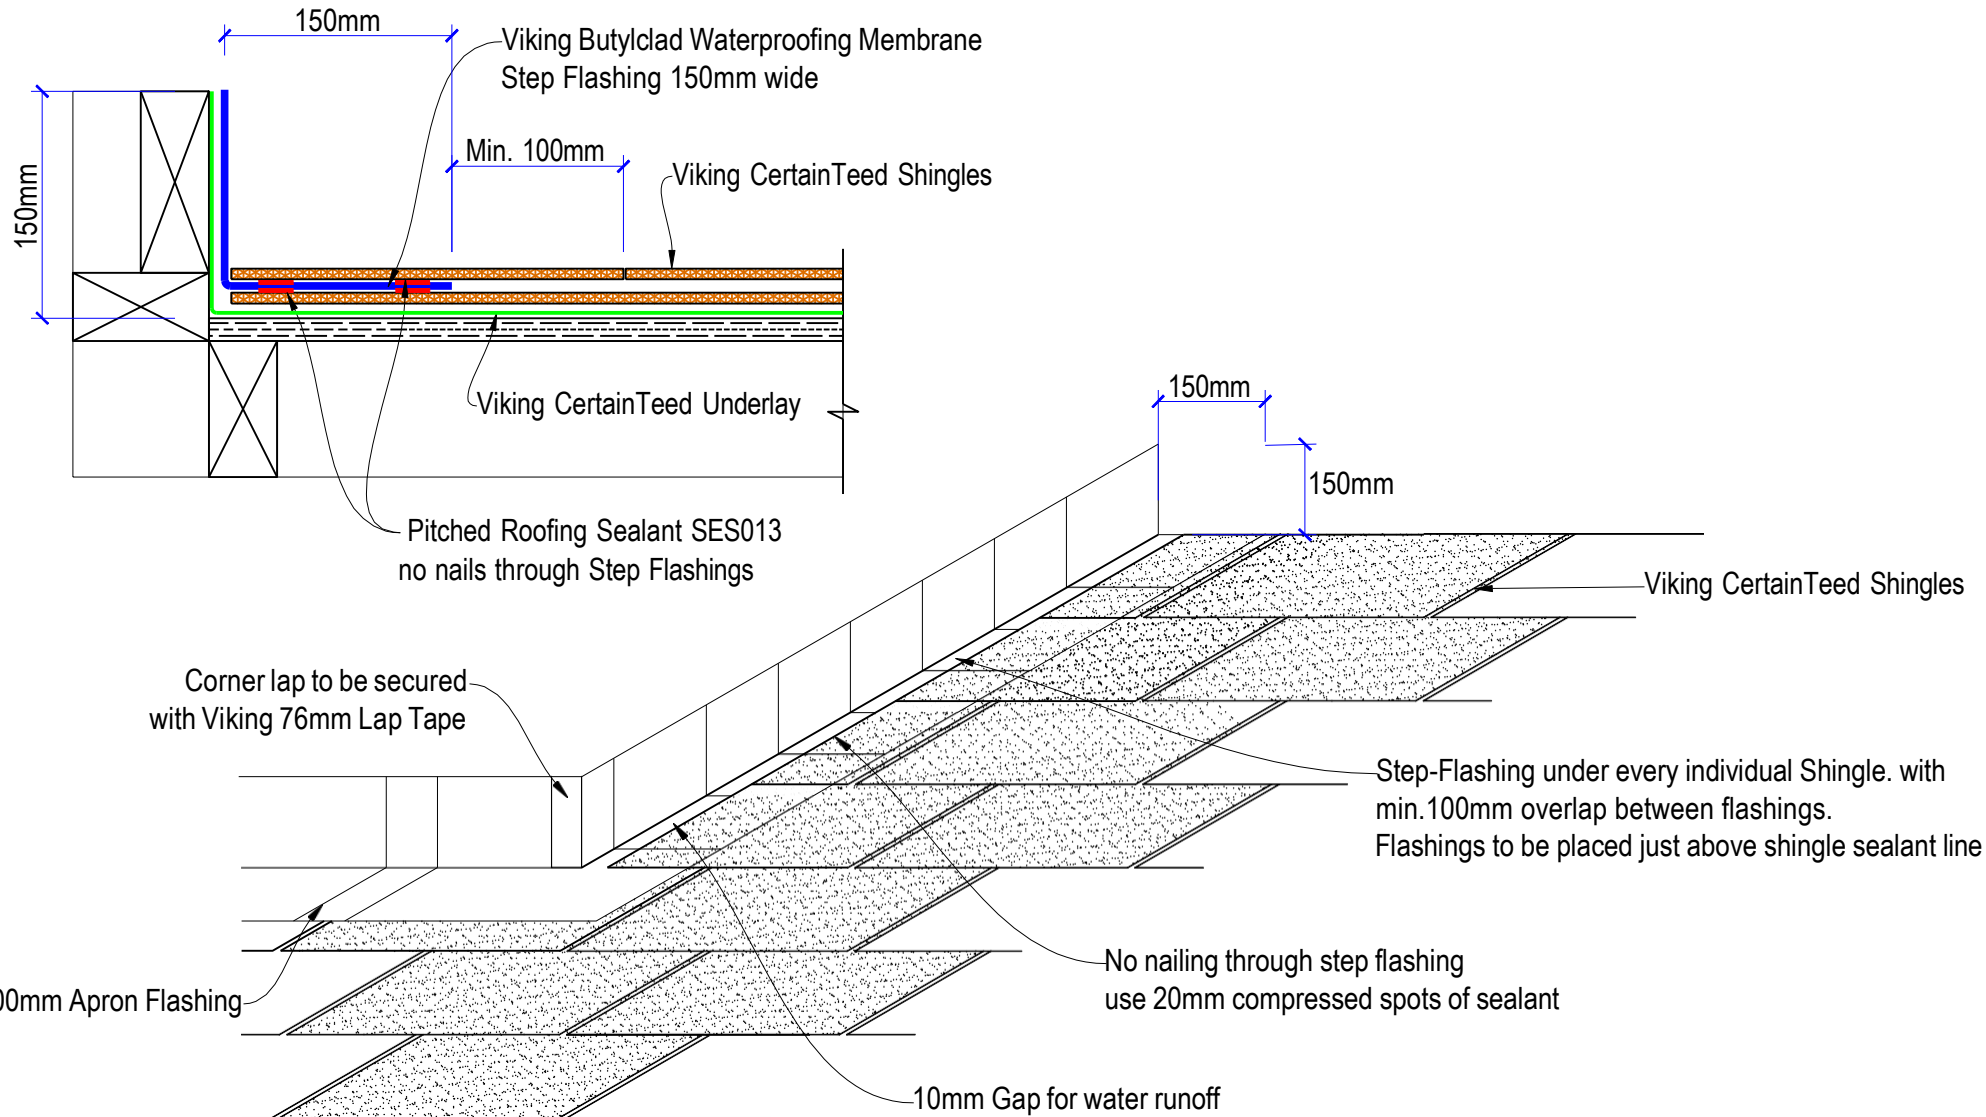 150mm
Viking Butylclad Waterproofing Membrane
Step Flashing 150mm wide
Min. 100mm
Viking CertainTeed Shingles
150mm
Viking CertainTeed Underlay
Pitched Roofing Sealant SES013
no nails through Step Flashings
150mm
150mm
Viking CertainTeed Shingles
Corner lap to be secured
with Viking 76mm Lap Tape
Step-Flashing under every individual Shingle. with
min.100mm overlap between flashings.
Flashings to be placed just above shingle sealant line
No nailing through step flashing
use 20mm compressed spots of sealant
Apron Flashing
10mm Gap for water runoff